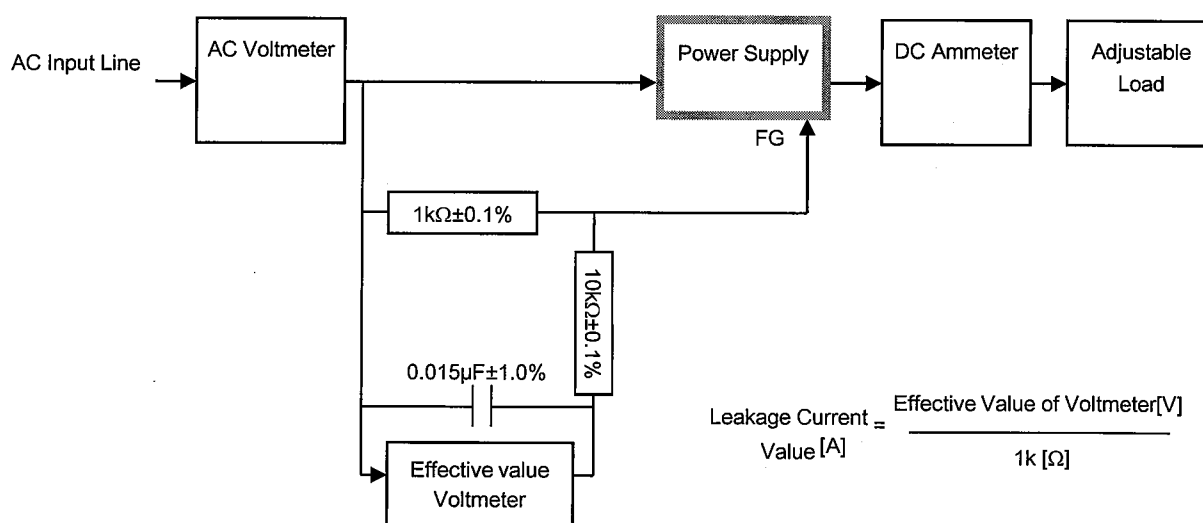 AC Input Line
AC Voltmeter
Power Supply
DC Ammeter
Adjustable
Load
FG
1kΩ±0.1%
10kΩ±0.1%
0.015µF±1.0%
Effective value
Voltmeter
Leakage Current
Value [A]
=
Effective Value of Voltmeter[V]
1k [Ω]